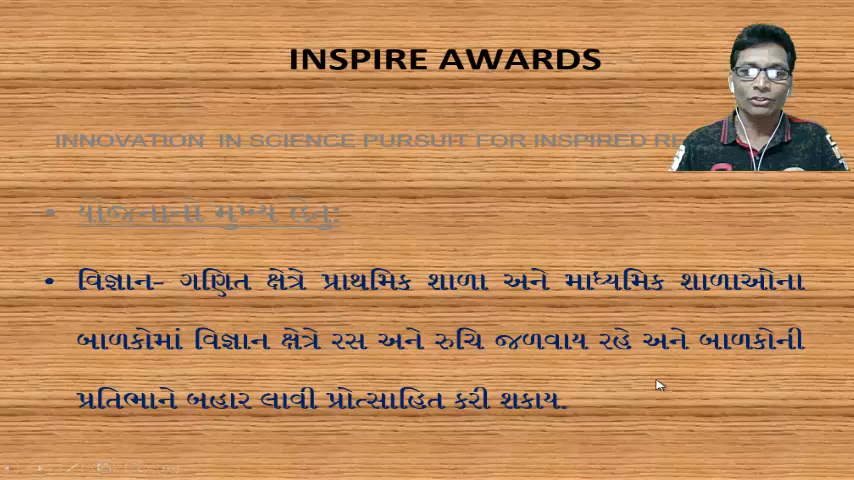 INSPIRE AWARDS
INNOVATION IN SCIENCE PURSUIT FOR INSPIRED
• યોજનાનો મુખ્ય હેતુ:
• વિજ્ઞાન- ગણિત ક્ષેત્રે પ્રાથમિક શાળા અને માધ્યમિક શાળાઓના
બાળકોમાં વિજ્ઞાન ક્ષેત્રે રસ અને રુચિ જળવાય રહે અને બાળકોની
પ્રતિભાને બહાર લાવી પ્રોત્સાહિત કરી શકાય.